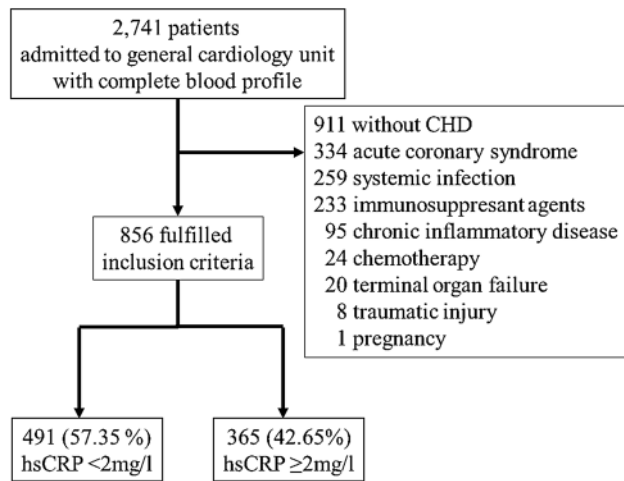 2,741 patients
admitted to general cardiology unit
with complete blood profile
911 without CHD
334 acute coronary syndrome
259 systemic infection
233 immunosuppresant agents
95 chronic inflammatory disease
24 chemotherapy
20 terminal organ failure
8 traumatic injury
1 pregnancy
856 fulfilled
inclusion criteria
491 (57.35 %)
hsCRP <2mg/l
365 (42.65%)
hsCRP ≥2mg/l